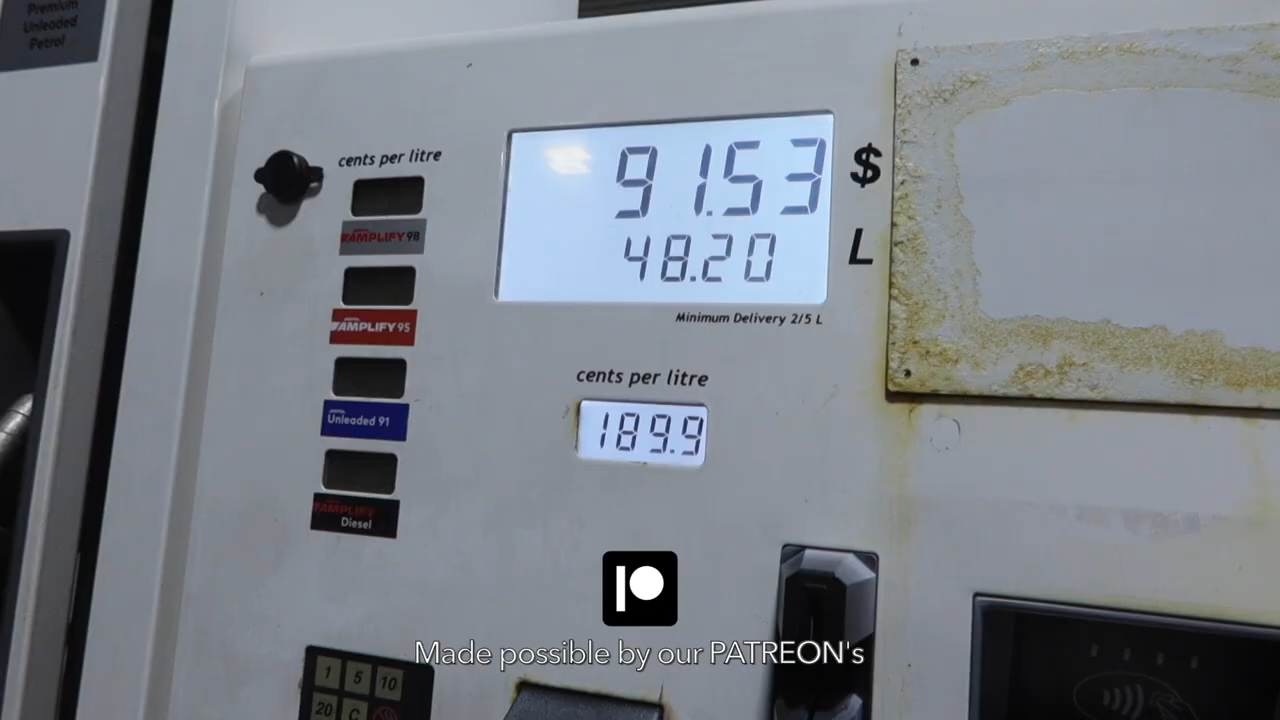 Premium
Unleaded
Petrol
cents per litre
AMPLIFY 98
AMPLIFY 95
Unleaded 91
AMPLIFY
Diesel
91.53 $
48.20 L
Minimum Delivery 2/5 L
cents per litre
189.9
Made possible by our PATREON's
1 5 10
20 C